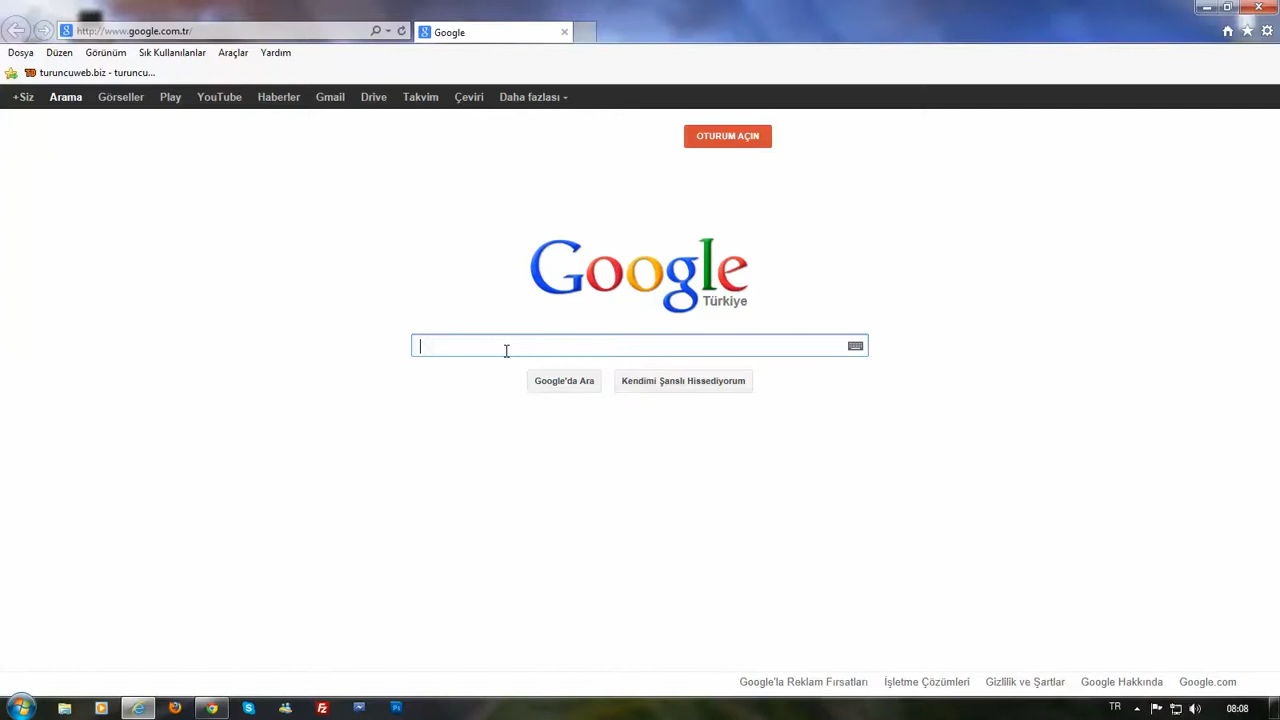 http://www.google.com.tr/
Google
Dosya Düzen Görünüm Sık Kullanılanlar Araçlar Yardım
turuncuweb.biz - turuncu...
+Siz Arama Görseller Play YouTube Haberler Gmail Drive Takvim Çeviri Daha fazlası
OTURUM AÇIN
Google
Türkiye
Google'da Ara Kendimi Şanslı Hissediyorum
Google'la Reklam Fırsatları İşletme Çözümleri Gizlilik ve Şartlar Google Hakkında Google.com
TR 08:08